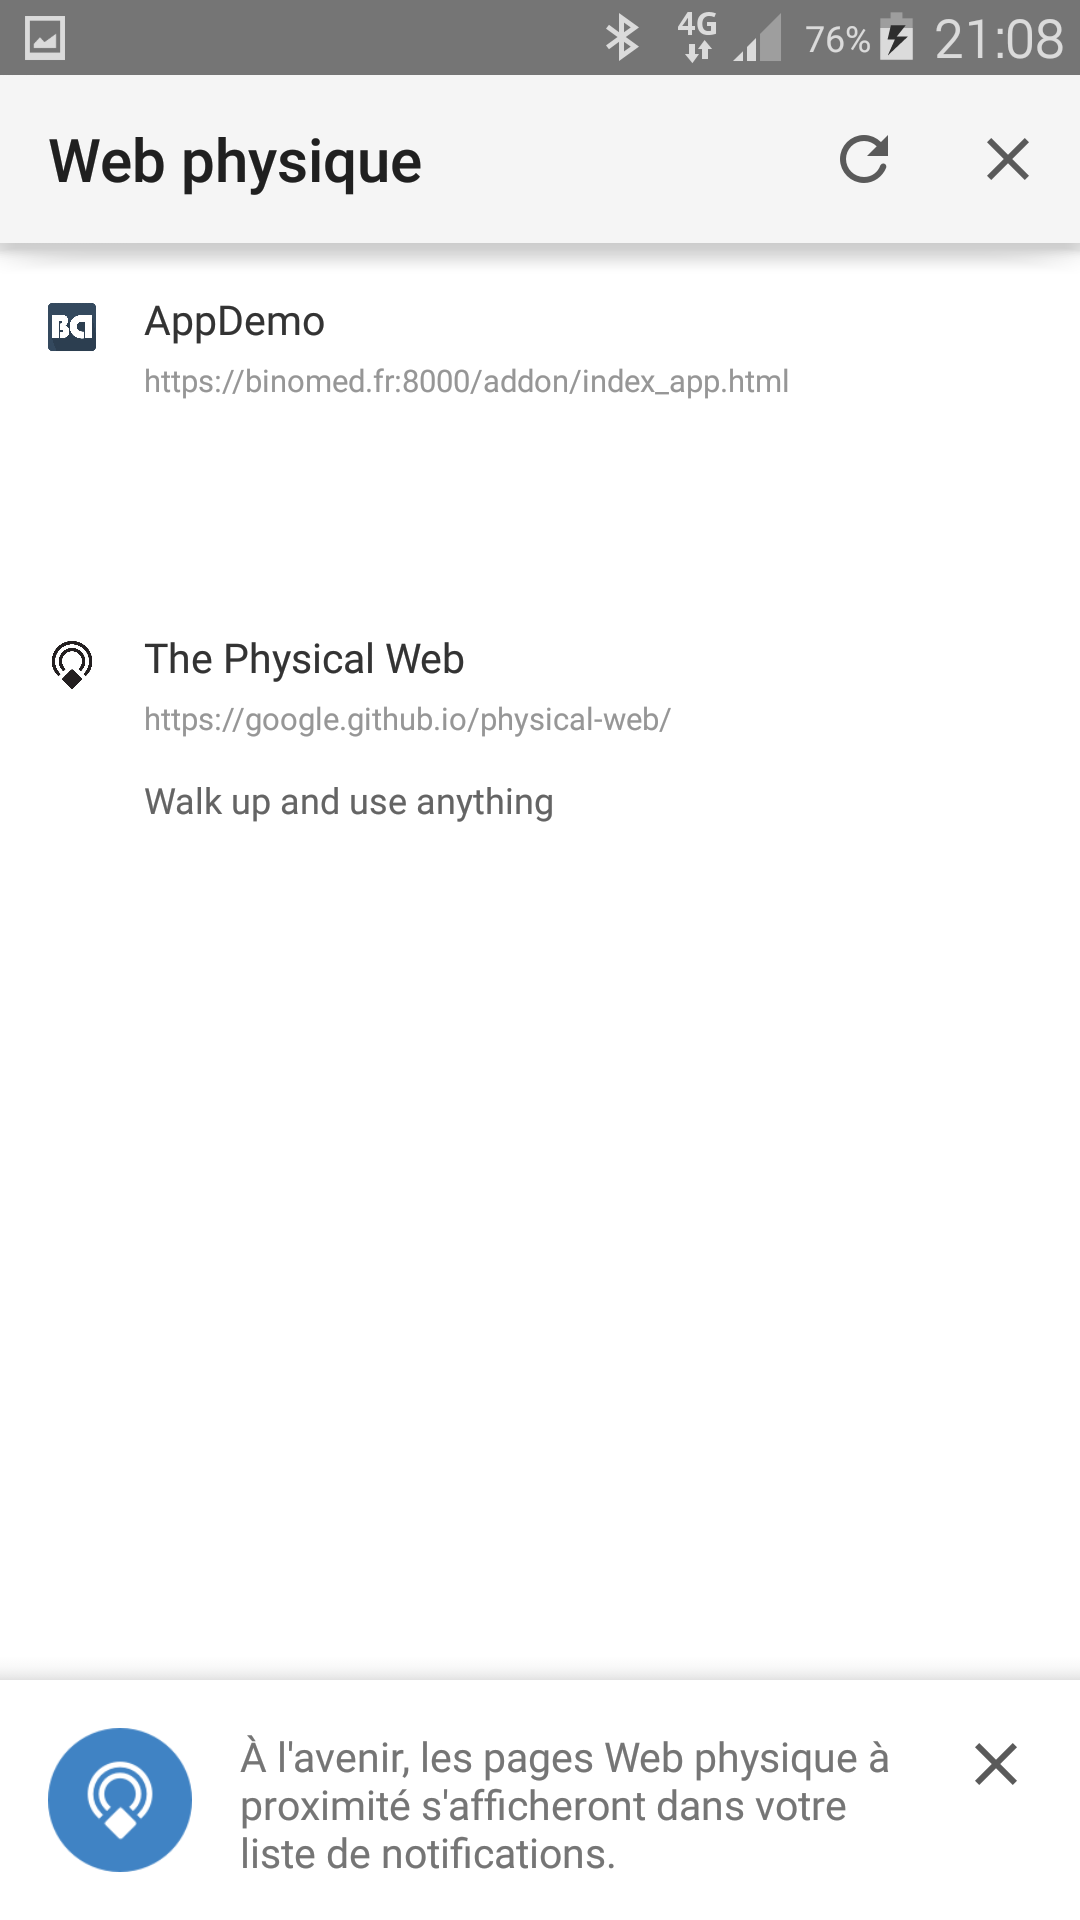 4G 76% 21:08
Web physique
BD AppDemo
https://binomed.fr:8000/addon/index_app.html
The Physical Web
https://google.github.io/physical-web/
Walk up and use anything
À l'avenir, les pages Web physique à
proximité s'afficheront dans votre
liste de notifications.